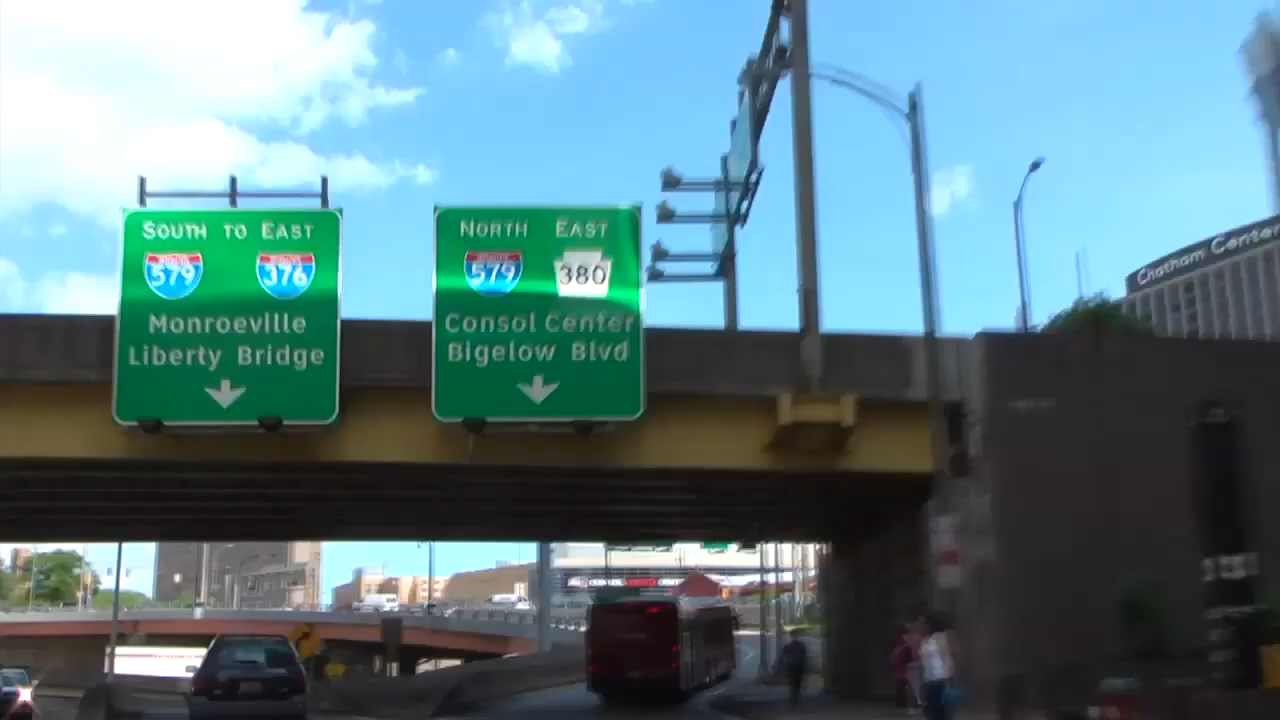 SOUTH TO EAST
579 376
Monroeville
Liberty Bridge
NORTH EAST
579 380
Consol Center
Bigelow Blvd
Chatham Center